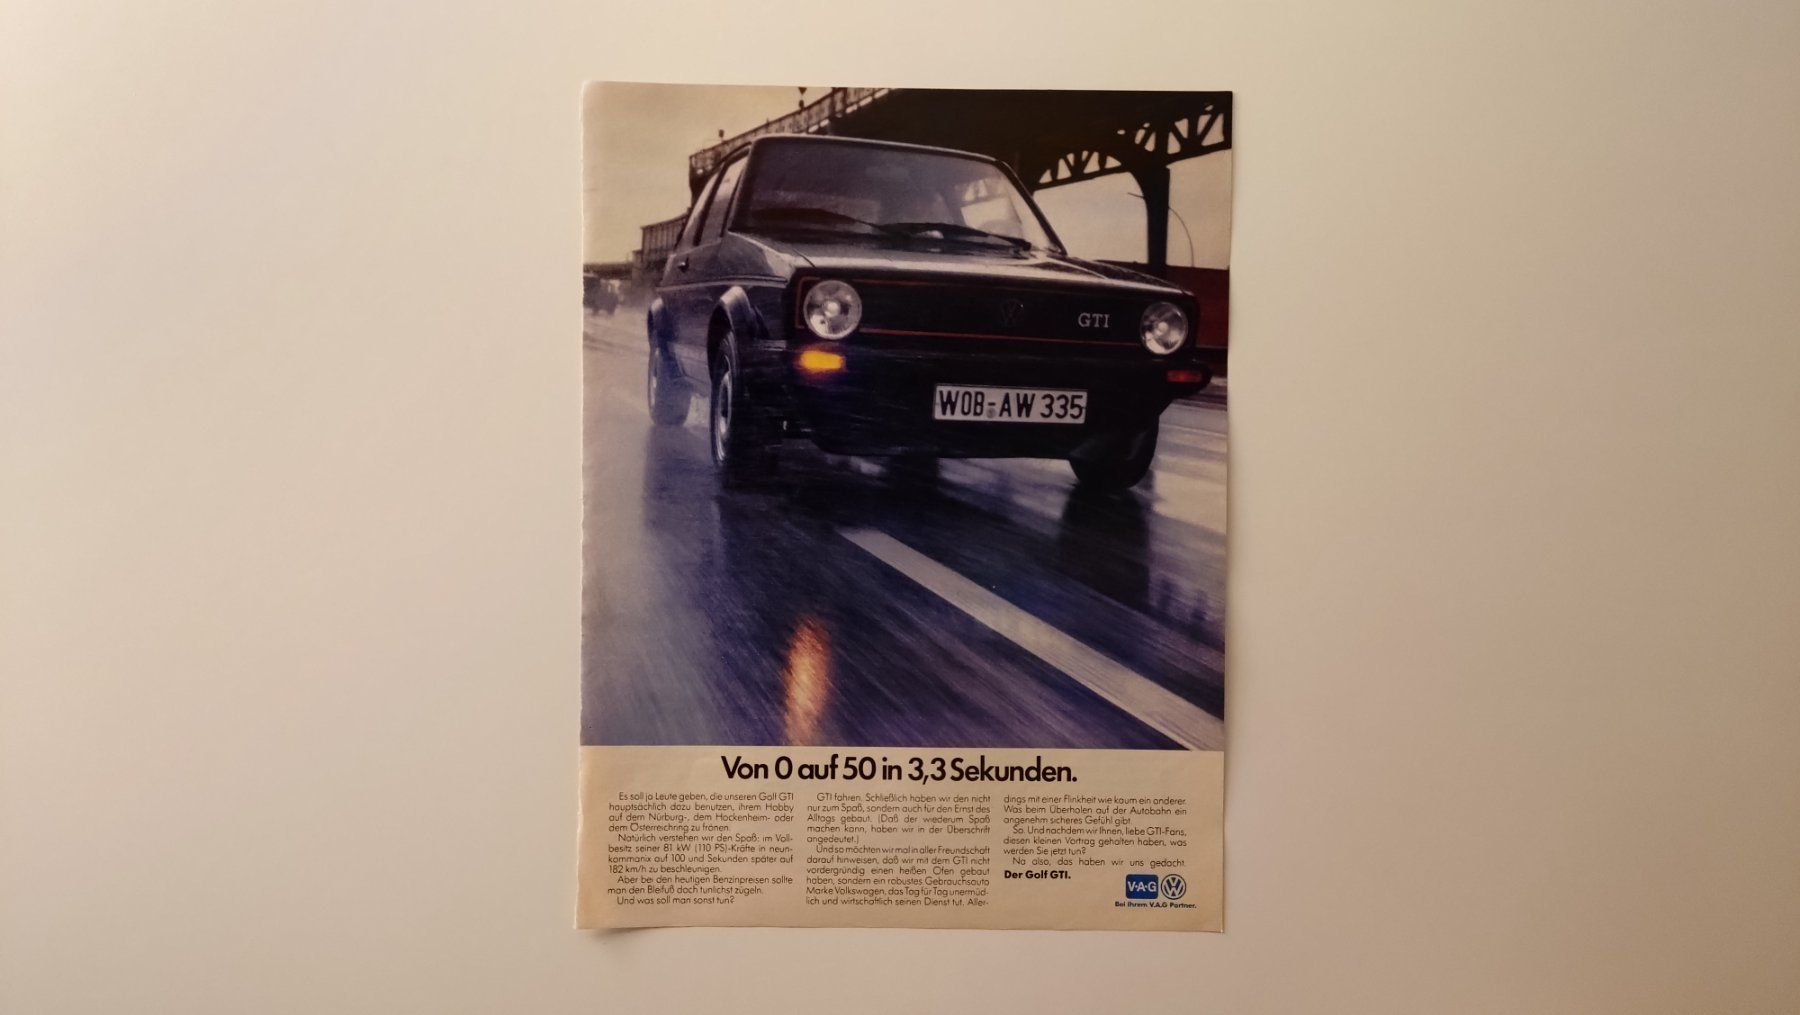 GTI
WOB-AW 335
Von 0 auf 50 in 3,3 Sekunden.
Es soll ja Leute geben, die unseren Golf GTI
hauptsächlich dazu benutzen, ihrem Hobby
auf dem Nürburg-, dem Hockenheim- oder
dem Österreichring zu frönen.
Natürlich verstehen wir den Spaß: im Voll-
besitz seiner 81 kW (110 PS)-Kräfte in neun-
kommanix auf 100 und Sekunden später auf
182 km/h zu beschleunigen.
Aber bei den heutigen Benzinpreisen sollte
man den Bleifuß doch tunlichst zügeln.
Und was soll man sonst tun?
GTI fahren. Schließlich haben wir den nicht
nur zum Spaß, sondern auch für den Ernst des
Alltags gebaut. (Daß der wiederum Spaß
machen kann, haben wir in der Überschrift
angedeutet.)
Und so möchten wir mal in aller Freundschaft
darauf hinweisen, daß wir mit dem GTI nicht
vordergründig einen heißen Ofen gebaut
haben, sondern ein robustes Gebrauchsauto
Marke Volkswagen, das Tag für Tag unermüd-
lich und wirtschaftlich seinen Dienst tut. Aller-
dings mit einer Flinkheit wie kaum ein anderer.
Was beim Überholen auf der Autobahn ein
angenehm sicheres Gefühl gibt.
So. Und nachdem wir Ihnen, liebe GTI-Fans,
diesen kleinen Vortrag gehalten haben, was
werden Sie jetzt tun?
Na also, das haben wir uns gedacht.
Der Golf GTI.
V·A·G
Bei Ihrem V.A.G Partner.